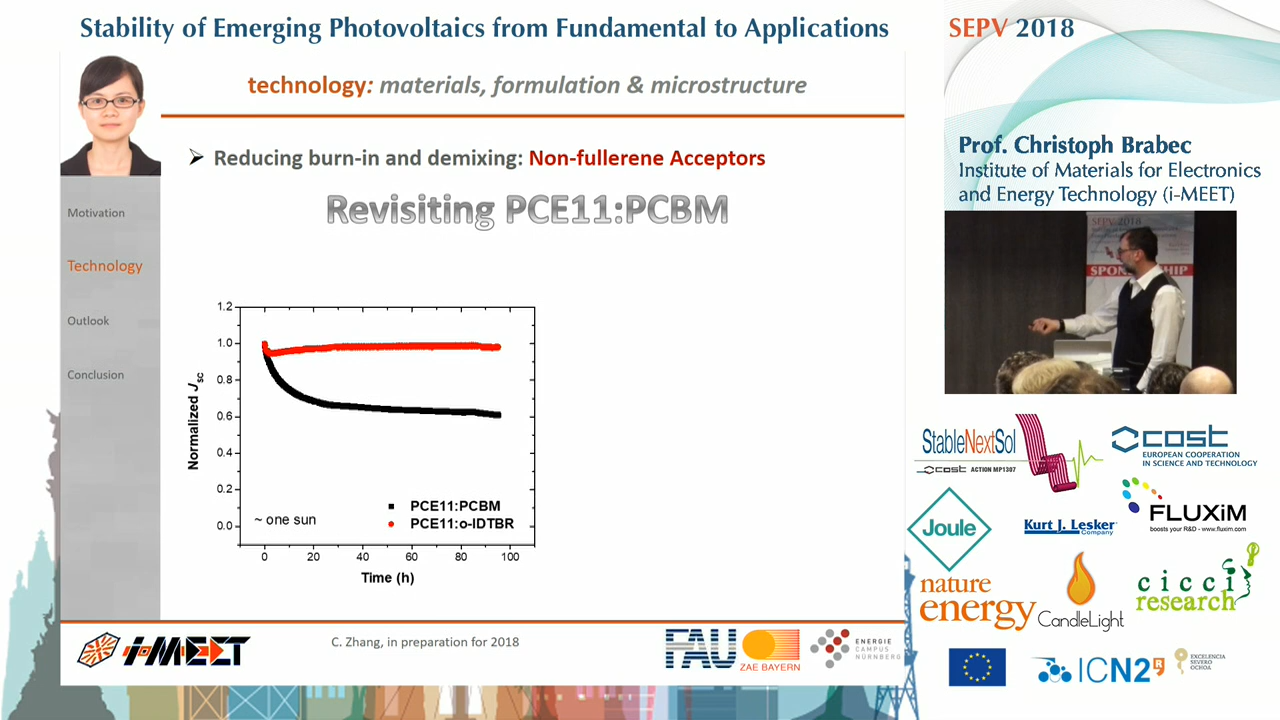 Stability of Emerging Photovoltaics from Fundamental to Applications
SEPV 2018
technology: materials, formulation & microstructure
➢ Reducing burn-in and demixing: Non-fullerene Acceptors
Revisiting PCE11:PCBM
Motivation
Technology
Outlook
Conclusion
1.2
1.0
0.8
0.6
0.4
0.2
0.0
Normalized Jsc
PCE11:PCBM
PCE11:o-IDTBR
~ one sun
0
20
40
60
80
100
Time (h)
i-MEET
C. Zhang, in preparation for 2018
FAU
ZAE BAYERN
ENERGIE
CAMPUS
NÜRNBERG
Prof. Christoph Brabec
Institute of Materials for Electronics
and Energy Technology (i-MEET)
SEPV 2018
SPONSORSHIP
StableNextSol
cost ACTION MP1307
cost
EUROPEAN COOPERATION
IN SCIENCE AND TECHNOLOGY
Joule
Kurt J. Lesker
Company
FLUXiM
boosts your R&D - www.fluxim.com
nature
energy
CandleLight
cicci
research
ICN2
EXCELENCIA
SEVERO
OCHOA